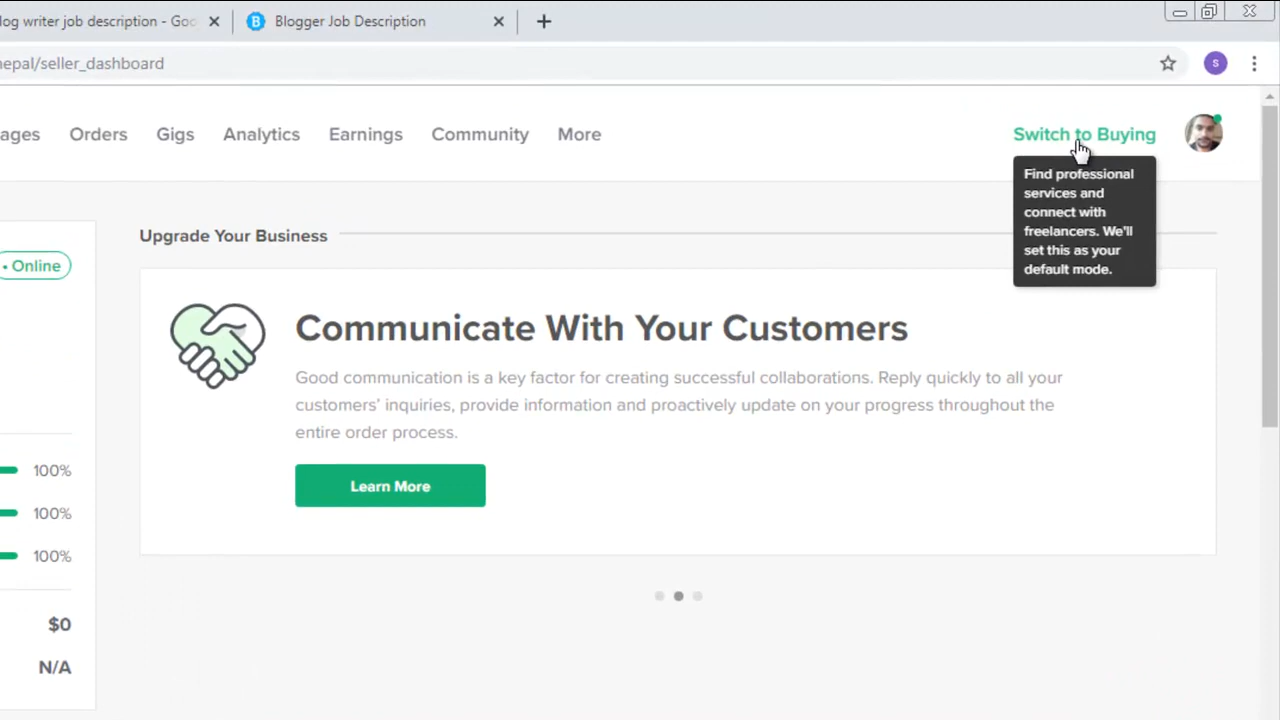 log writer job description - Goo
Blogger Job Description
nepal/seller_dashboard
S
ages Orders Gigs Analytics Earnings Community More
Switch to Buying
Find professional
services and
connect with
freelancers. We'll
set this as your
default mode.
Upgrade Your Business
• Online
Communicate With Your Customers
Good communication is a key factor for creating successful collaborations. Reply quickly to all your
customers' inquiries, provide information and proactively update on your progress throughout the
entire order process.
Learn More
100%
100%
100%
$0
N/A